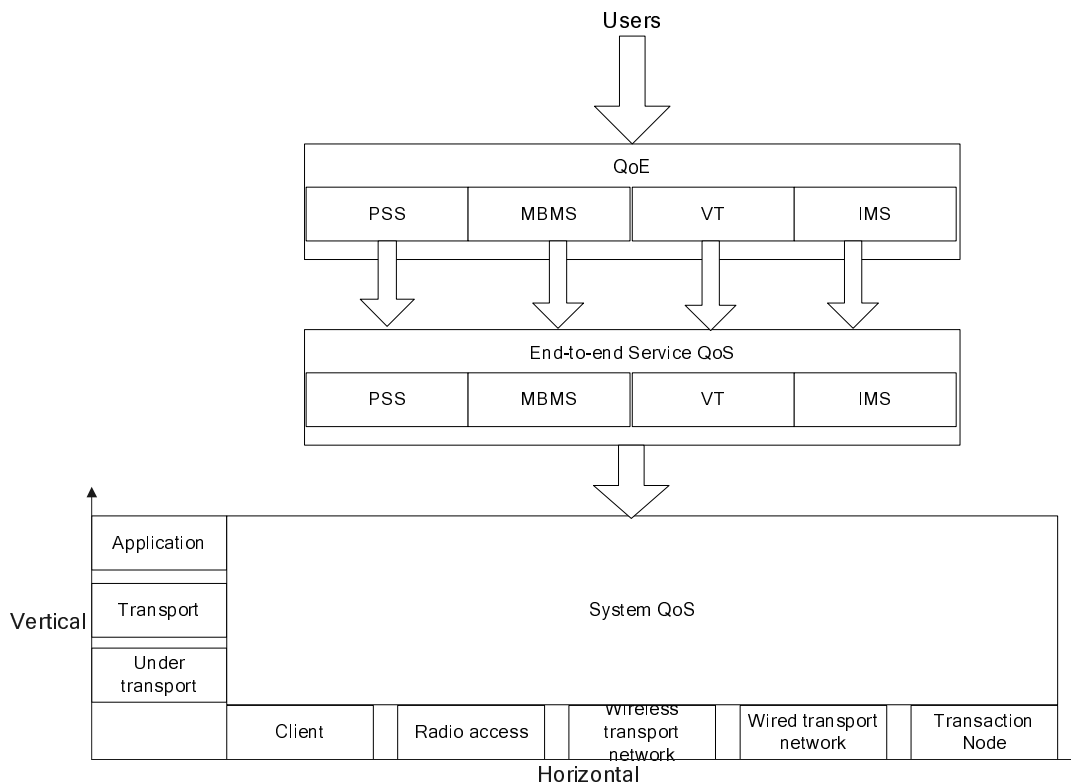 Users
QoE
PSS MBMS VT IMS
End-to-end Service QoS
PSS MBMS VT IMS
Application
Transport
Under
transport
Vertical
System QoS
Client
Radio access
Wireless
transport
network
Wired transport
network
Transaction
Node
Horizontal